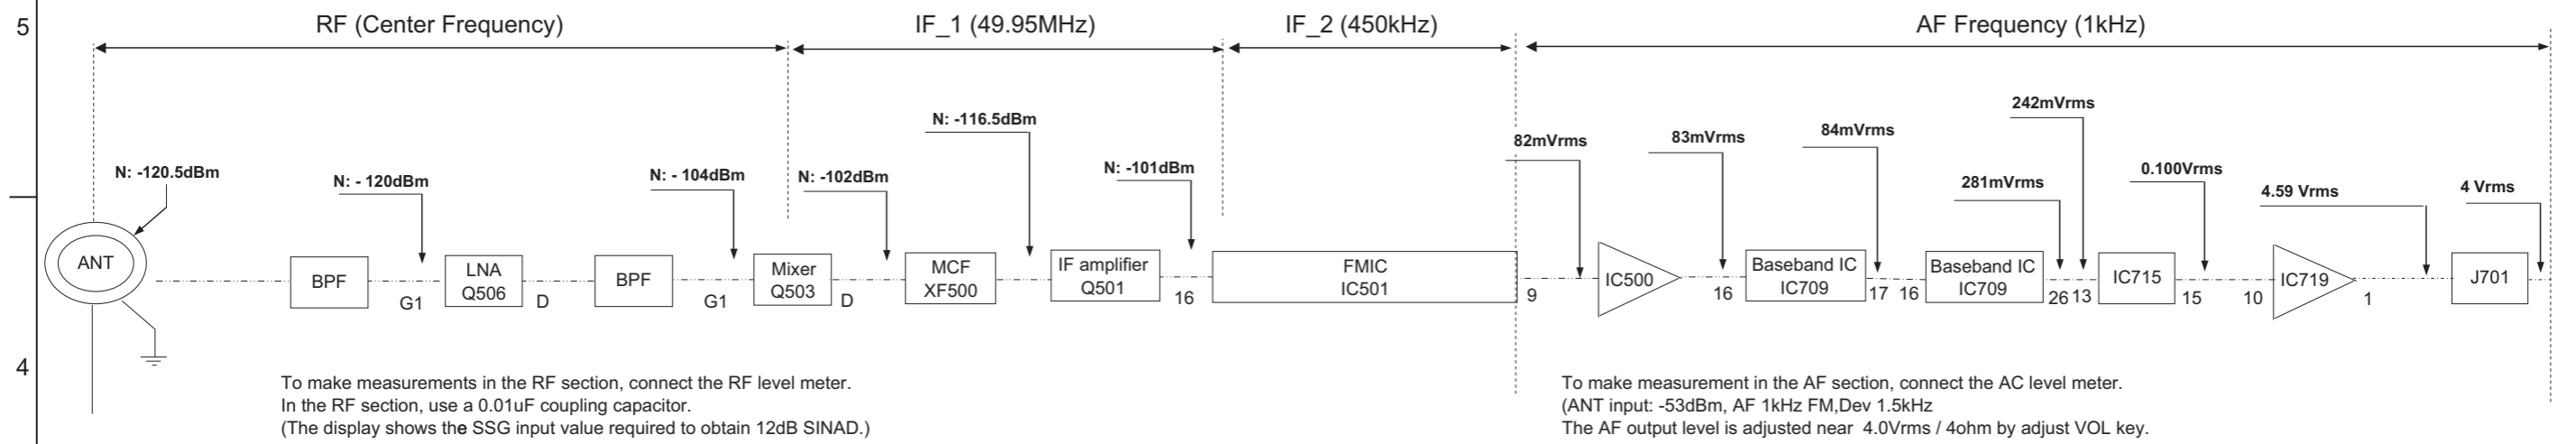 5
RF (Center Frequency)
IF_1 (49.95MHz)
IF_2 (450kHz)
AF Frequency (1kHz)
N: -120.5dBm
N: - 120dBm
N: - 104dBm
N: -102dBm
N: -116.5dBm
N: -101dBm
82mVrms
83mVrms
84mVrms
242mVrms
281mVrms
0.100Vrms
4.59 Vrms
4 Vrms
ANT
BPF
G1
LNA
Q506
D
BPF
G1
Mixer
Q503
D
MCF
XF500
IF amplifier
Q501
16
FMIC
IC501
9
IC500
16
Baseband IC
IC709
17
16
Baseband IC
IC709
26
13
IC715
15
10
IC719
1
J701
4
To make measurements in the RF section, connect the RF level meter.
In the RF section, use a 0.01uF coupling capacitor.
(The display shows the SSG input value required to obtain 12dB SINAD.)
To make measurement in the AF section, connect the AC level meter.
(ANT input: -53dBm, AF 1kHz FM,Dev 1.5kHz
The AF output level is adjusted near 4.0Vrms / 4ohm by adjust VOL key.